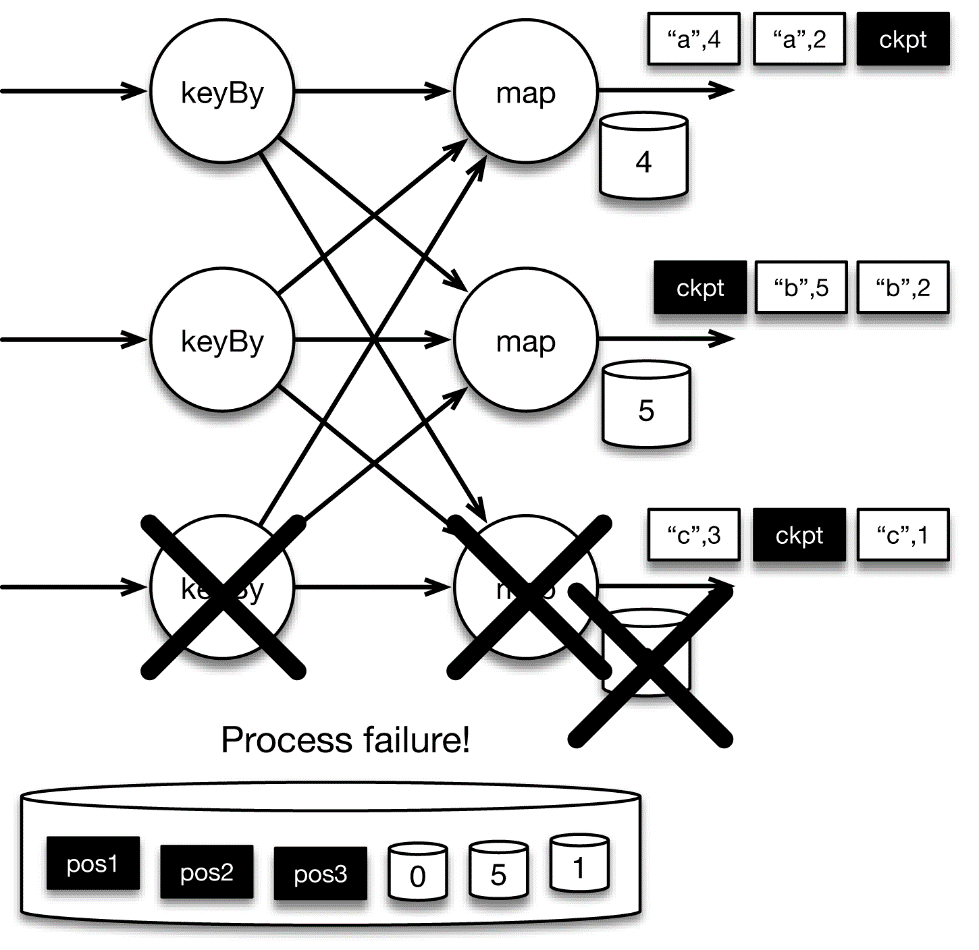 “a”,4 “a”,2 ckpt
keyBy map
4
ckpt “b”,5 “b”,2
keyBy map
5
“c”,3 ckpt “c”,1
Process failure!
pos1 pos2 pos3 0 5 1